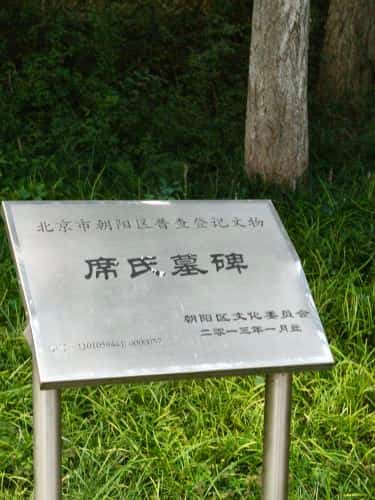 北京市朝阳区普查登记文物
席氏墓碑
朝阳区文化委员会
二零一三年一月立